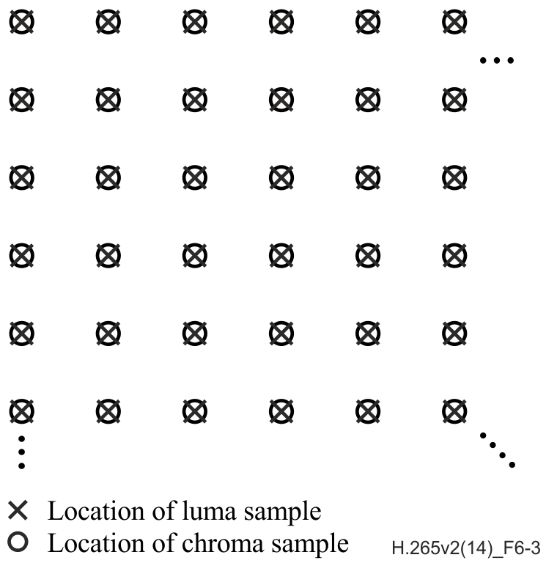 Location of luma sample
Location of chroma sample
H.265v2(14)_F6-3